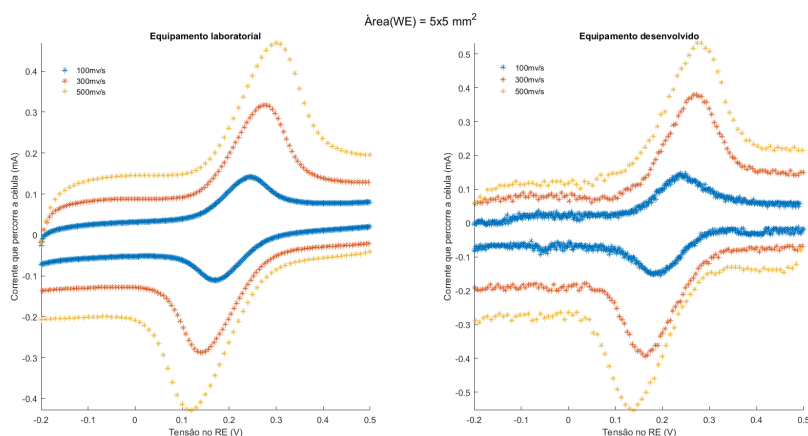 Área(WE) = 5x5 mm²
Equipamento laboratorial
100mv/s
300mv/s
500mv/s
Corrente que percorre a célula (mA)
0.4
0.3
0.2
0.1
0
-0.1
-0.2
-0.3
-0.4
-0.2
-0.1
0
0.1
0.2
0.3
0.4
0.5
Tensão no RE (V)
Equipamento desenvolvido
100mv/s
300mv/s
500mv/s
Corrente que percorre a célula (mA)
0.5
0.4
0.3
0.2
0.1
0
-0.1
-0.2
-0.3
-0.4
-0.5
-0.2
-0.1
0
0.1
0.2
0.3
0.4
0.5
Tensão no RE (V)